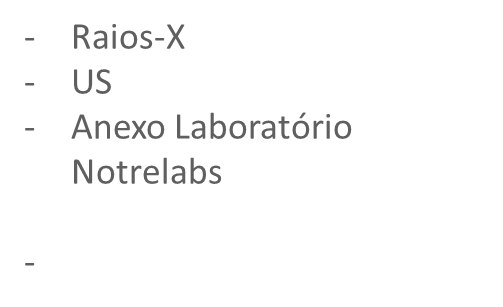 - Raios-X
- US
- Anexo Laboratório
Notrelabs
-